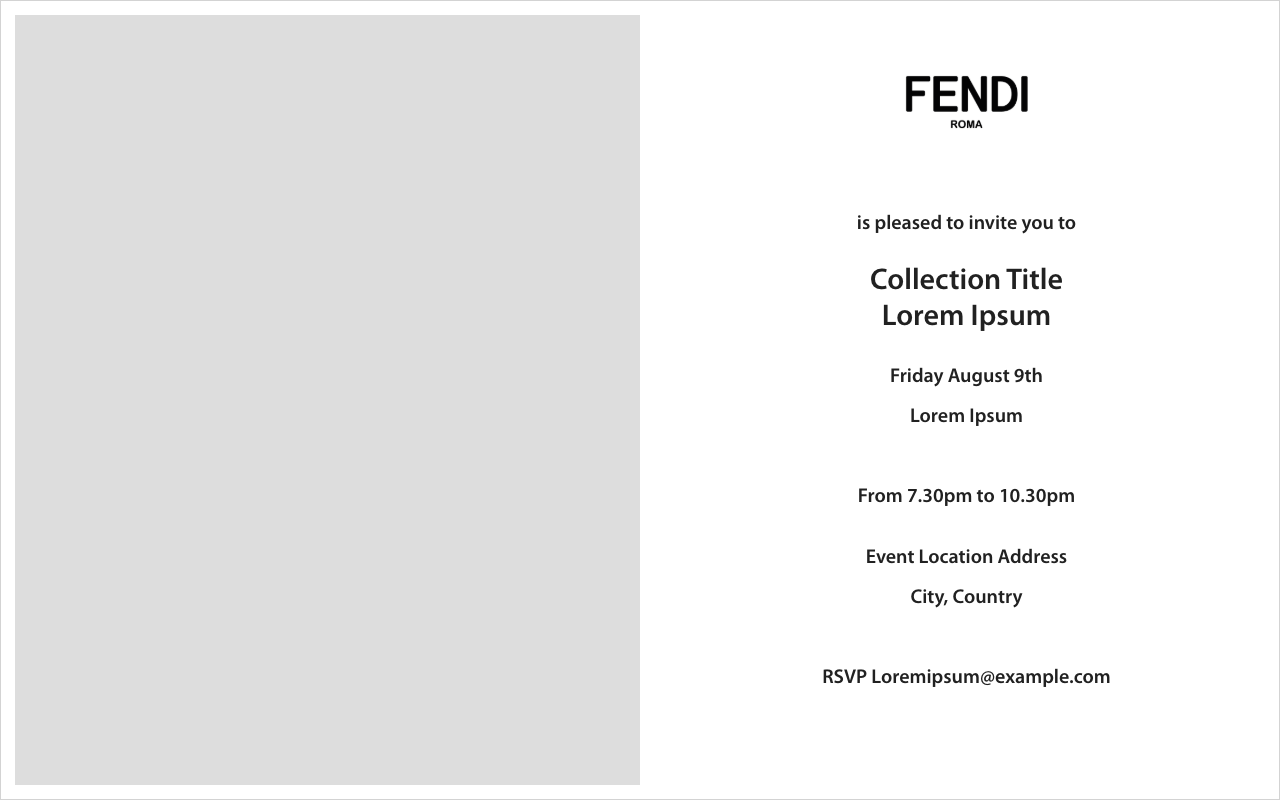 FENDI
ROMA
is pleased to invite you to
Collection Title
Lorem Ipsum
Friday August 9th
Lorem Ipsum
From 7.30pm to 10.30pm
Event Location Address
City, Country
RSVP Loremipsum@example.com